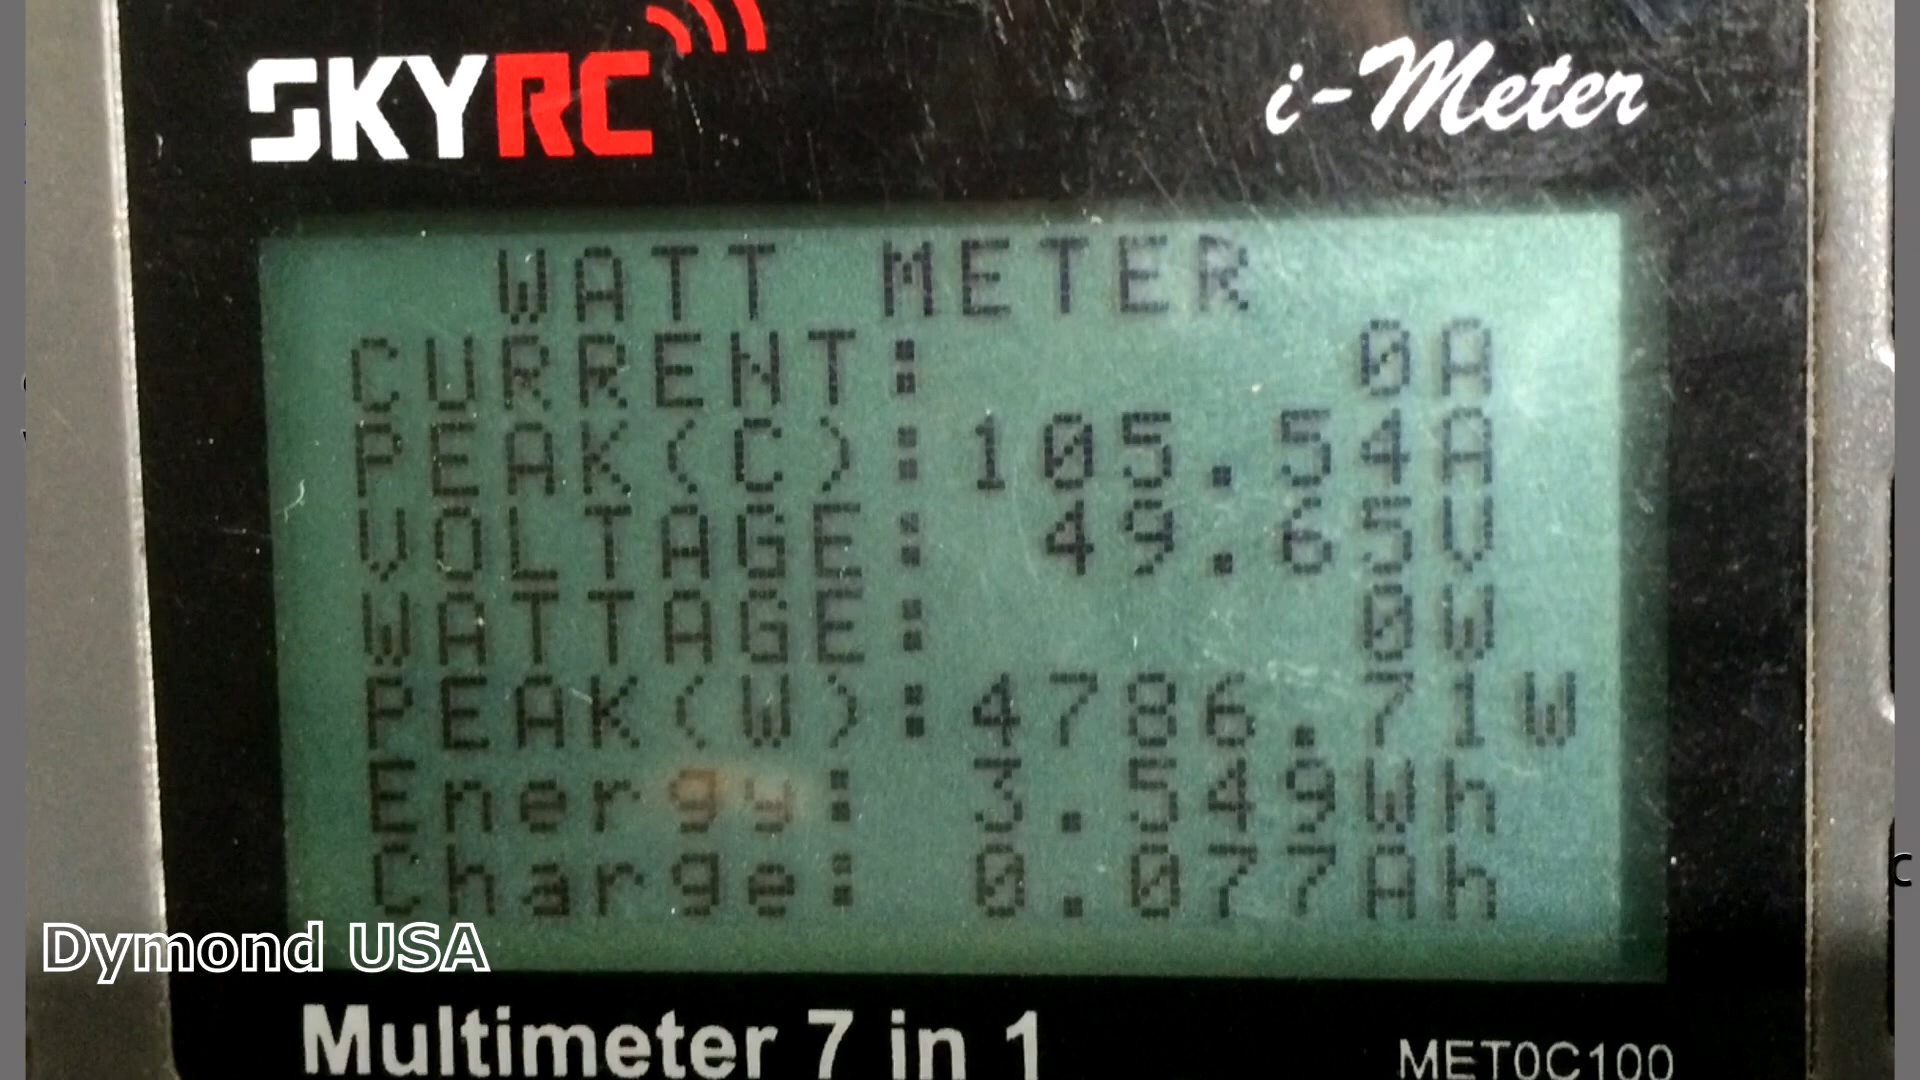 SKYRC
i-Meter
WATT METER
CURRENT: 0A
PEAK(C): 105.54A
VOLTAGE: 49.65V
WATTAGE: 0W
PEAK(W): 4786.71W
Energy: 3.549Wh
Charge: 0.077Ah
Dymond USA
Multimeter 7 in 1
MET0C100